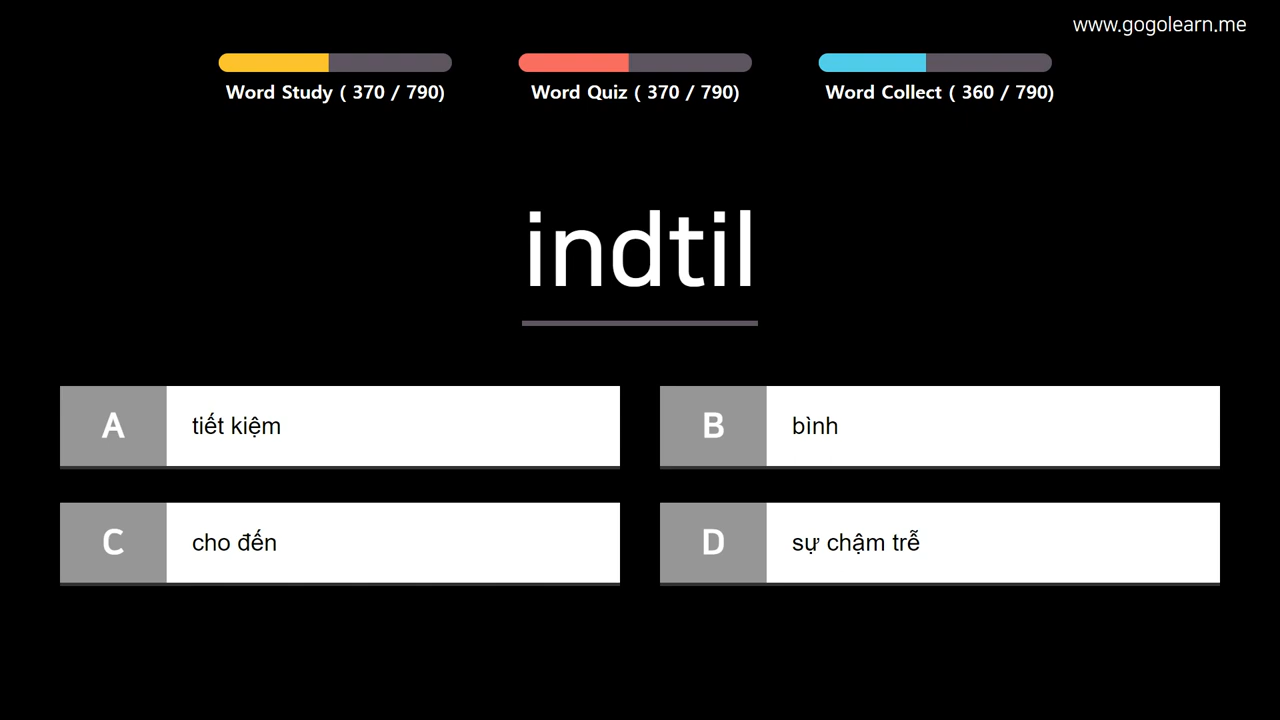 www.gogolearn.me
Word Study ( 370 / 790)
Word Quiz ( 370 / 790)
Word Collect ( 360 / 790)
indtil
A
tiết kiệm
B
bình
C
cho đến
D
sự chậm trễ